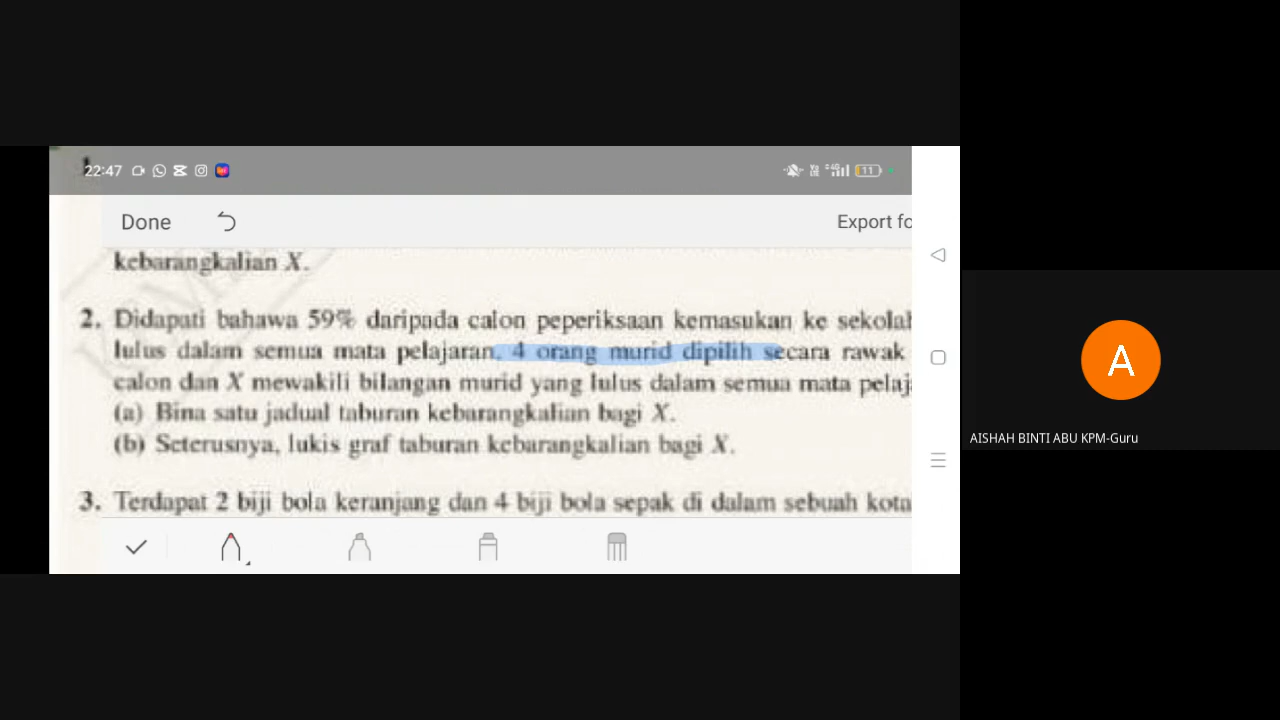 22:47
11
Done
Export fo
kebarangkalian X.
2. Didapati bahawa 59% daripada calon peperiksaan kemasukan ke sekolah
lulus dalam semua mata pelajaran. 4 orang murid dipilih secara rawak
calon dan X mewakili bilangan murid yang lulus dalam semua mata pelaj
(a) Bina satu jadual taburan kebarangkalian bagi X.
(b) Seterusnya, lukis graf taburan kebarangkalian bagi X.
3. Terdapat 2 biji bola keranjang dan 4 biji bola sepak di dalam sebuah kota
A
AISHAH BINTI ABU KPM-Guru